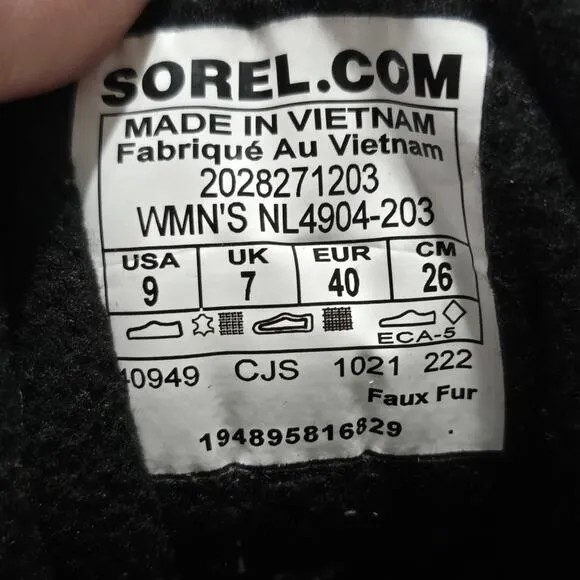 SOREL.COM
MADE IN VIETNAM
Fabriqué Au Vietnam
2028271203
WMN'S NL4904-203
USA UK EUR CM
9 7 40 26
ECA-5
0949 CJS 1021 222
Faux Fur
194895816829